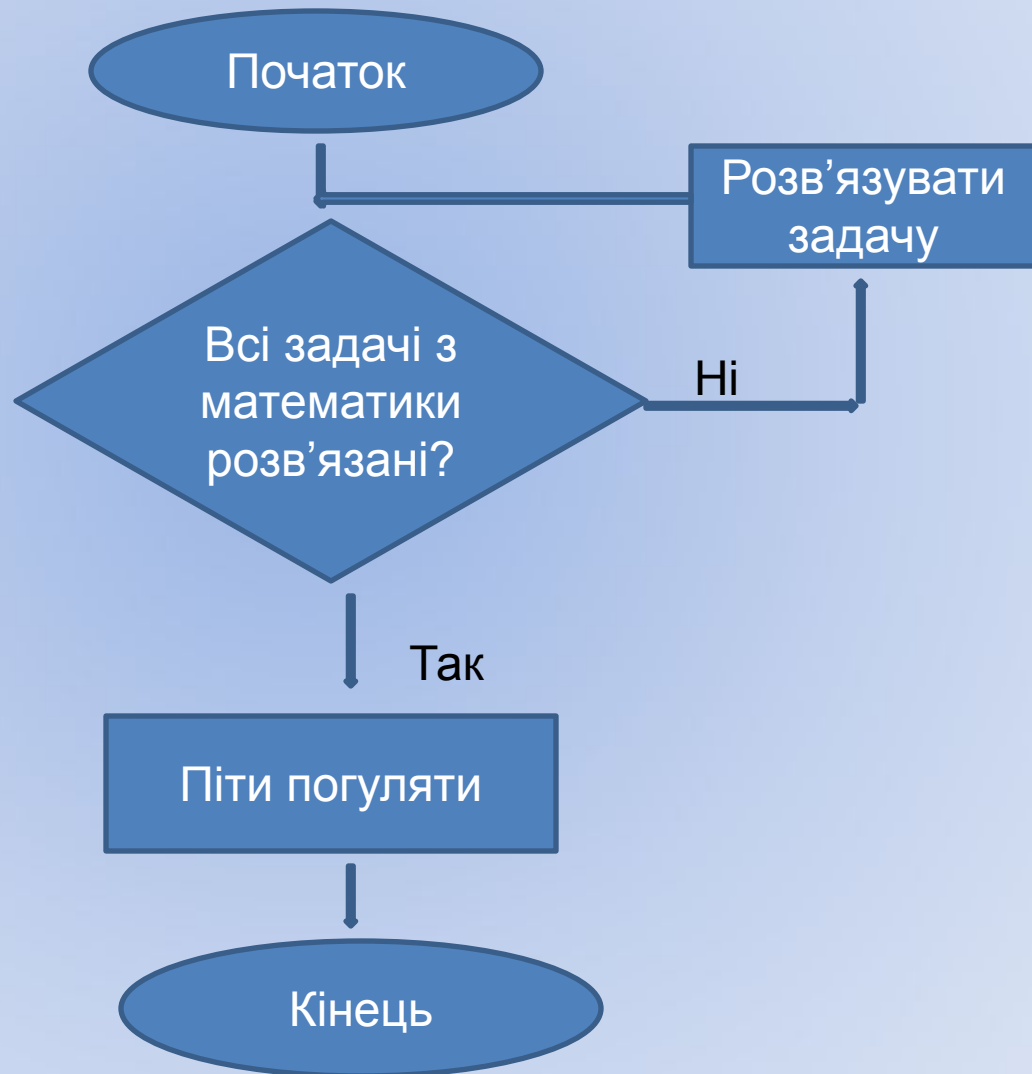 Початок
Розв’язувати
задачу
Всі задачі з
математики
розв’язані?
Ні
Так
Піти погуляти
Кінець